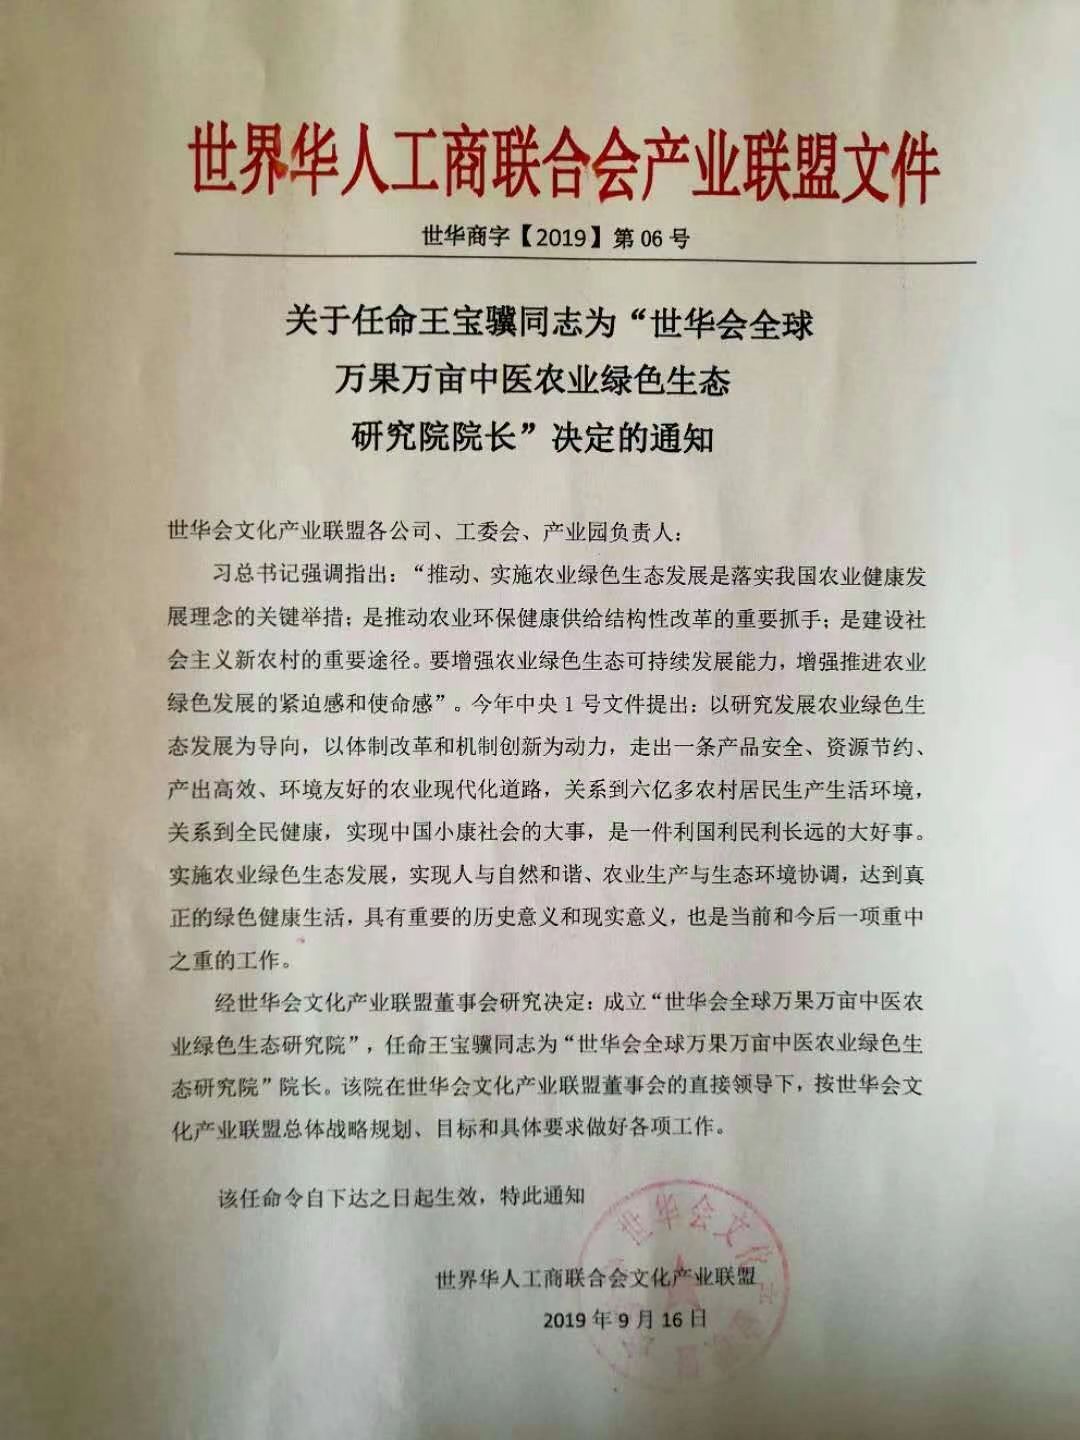 世界华人工商联合会产业联盟文件
世华商字【2019】第 06 号
关于任命王宝骥同志为“世华会全球
万果万亩中医农业绿色生态
研究院院长”决定的通知
世华会文化产业联盟各公司、工委会、产业园负责人：
习总书记强调指出：“推动、实施农业绿色生态发展是落实我国农业健康发
展理念的关键举措；是推动农业环保健康供给结构性改革的重要抓手；是建设社
会主义新农村的重要途径。要增强农业绿色生态可持续发展能力，增强推进农业
绿色发展的紧迫感和使命感”。今年中央 1 号文件提出：以研究发展农业绿色生
态发展为导向，以体制改革和机制创新为动力，走出一条产品安全、资源节约、
产出高效、环境友好的农业现代化道路，关系到六亿多农村居民生产生活环境，
关系到全民健康，实现中国小康社会的大事，是一件利国利民利长远的大好事。
实施农业绿色生态发展，实现人与自然和谐、农业生产与生态环境协调，达到真
正的绿色健康生活，具有重要的历史意义和现实意义，也是当前和今后一项重中
之重的工作。
经世华会文化产业联盟董事会研究决定：成立“世华会全球万果万亩中医农
业绿色生态研究院”，任命王宝骥同志为“世华会全球万果万亩中医农业绿色生
态研究院”院长。该院在世华会文化产业联盟董事会的直接领导下，按世华会文
化产业联盟总体战略规划、目标和具体要求做好各项工作。
该任命令自下达之日起生效，特此通知
世界华人工商联合会文化产业联盟
2019 年 9 月 16 日
世华会文化产